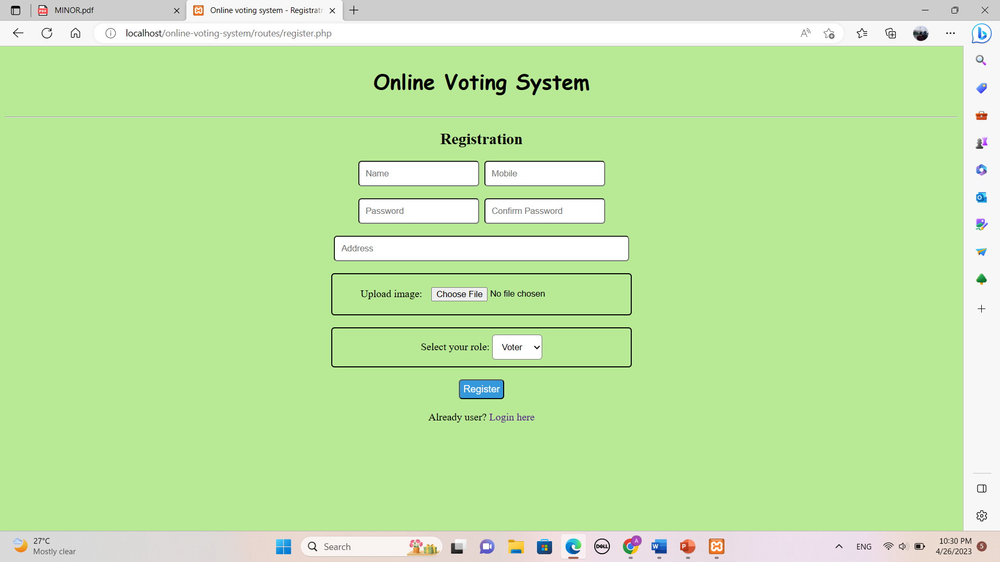 MINOR.pdf
Online voting system - Registrat
localhost/online-voting-system/routes/register.php
Online Voting System
Registration
Name Mobile
Password Confirm Password
Address
Upload image: Choose File No file chosen
Select your role: Voter
Register
Already user? Login here
27°C
Mostly clear
Search
DELL
A
ENG
10:30 PM
4/26/2023
5